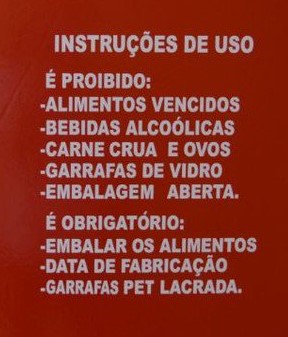 INSTRUÇÕES DE USO
É PROIBIDO:
-ALIMENTOS VENCIDOS
-BEBIDAS ALCOÓLICAS
-CARNE CRUA E OVOS
-GARRAFAS DE VIDRO
-EMBALAGEM ABERTA.
É OBRIGATÓRIO:
-EMBALAR OS ALIMENTOS
-DATA DE FABRICAÇÃO
-GARRAFAS PET LACRADA.